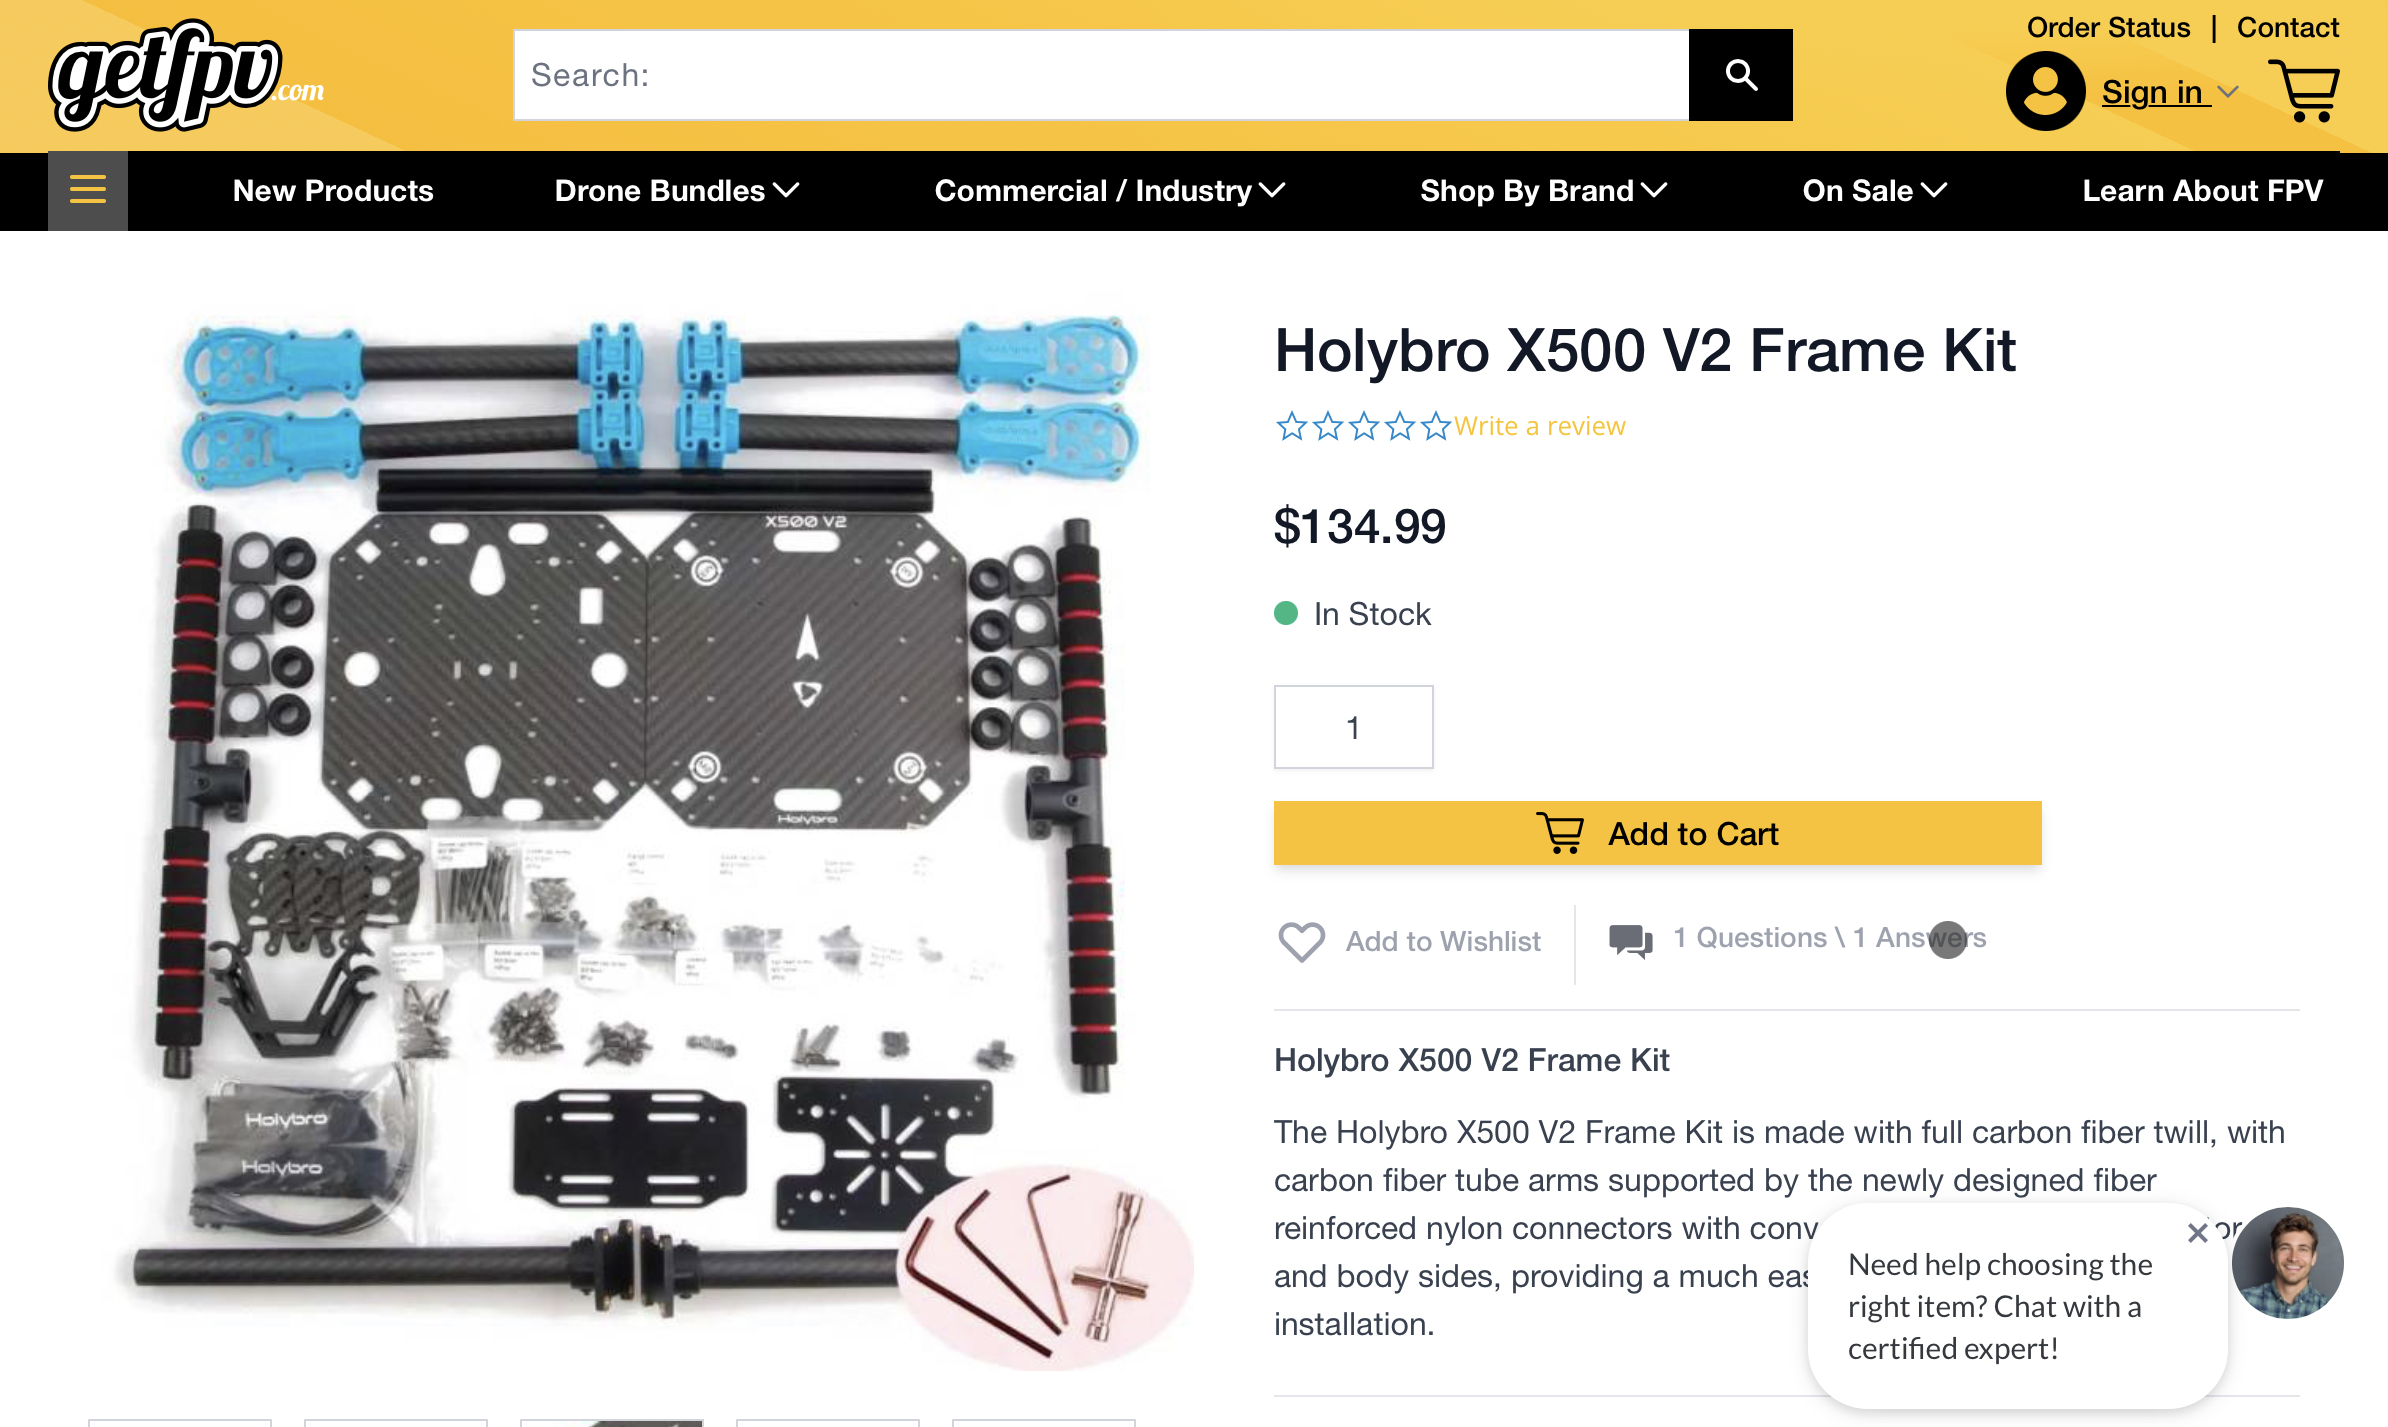 getfpv.com
Search:
Order Status | Contact
Sign in
New Products
Drone Bundles
Commercial / Industry
Shop By Brand
On Sale
Learn About FPV
X500 V2
Holybro
Holybro
Holybro
Holybro X500 V2 Frame Kit
Write a review
$134.99
In Stock
1
Add to Cart
Add to Wishlist
1 Questions \ 1 Answers
Holybro X500 V2 Frame Kit
The Holybro X500 V2 Frame Kit is made with full carbon fiber twill, with
carbon fiber tube arms supported by the newly designed fiber
reinforced nylon connectors with
and body sides, providing a much
installation.
Need help choosing the
right item? Chat with a
certified expert!